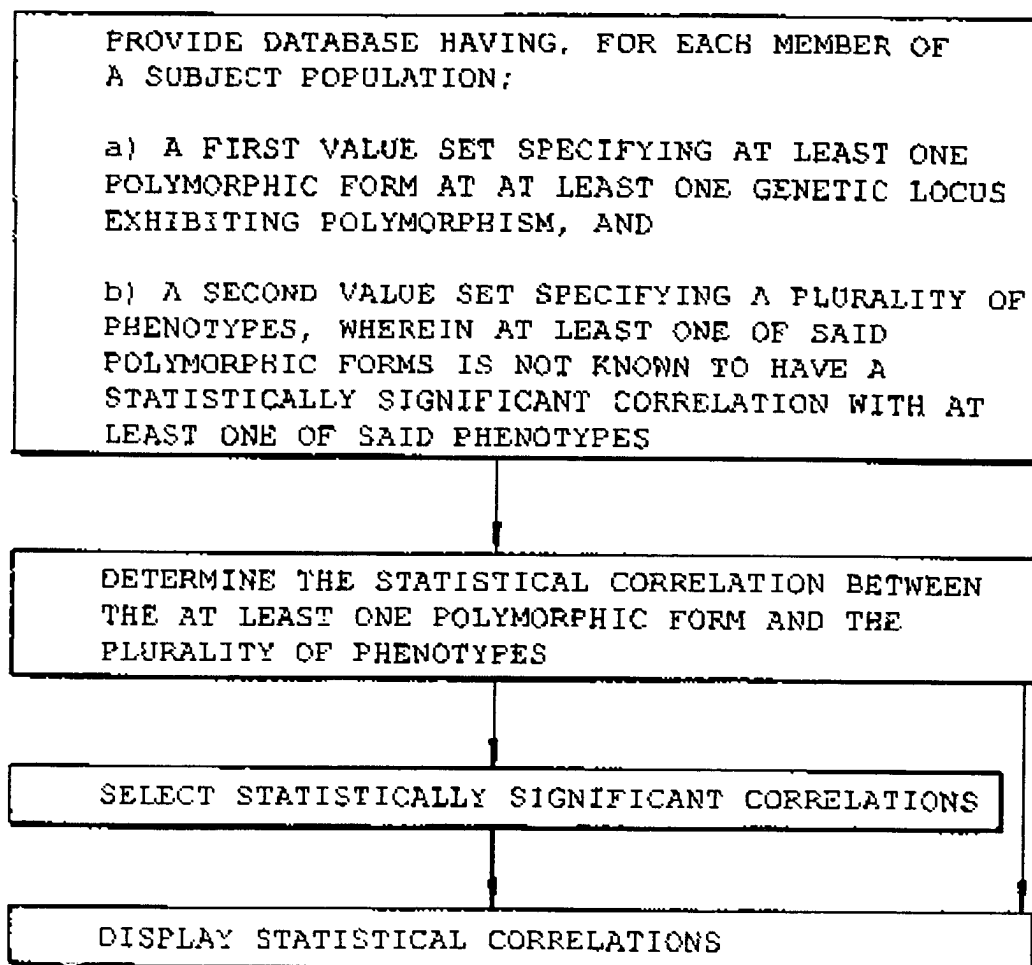 PROVIDE DATABASE HAVING, FOR EACH MEMBER OF
A SUBJECT POPULATION;
a) A FIRST VALUE SET SPECIFYING AT LEAST ONE
POLYMORPHIC FORM AT AT LEAST ONE GENETIC LOCUS
EXHIBITING POLYMORPHISM, AND
b) A SECOND VALUE SET SPECIFYING A PLURALITY OF
PHENOTYPES, WHEREIN AT LEAST ONE OF SAID
POLYMORPHIC FORMS IS NOT KNOWN TO HAVE A
STATISTICALLY SIGNIFICANT CORRELATION WITH AT
LEAST ONE OF SAID PHENOTYPES
DETERMINE THE STATISTICAL CORRELATION BETWEEN
THE AT LEAST ONE POLYMORPHIC FORM AND THE
PLURALITY OF PHENOTYPES
SELECT STATISTICALLY SIGNIFICANT CORRELATIONS
DISPLAY STATISTICAL CORRELATIONS